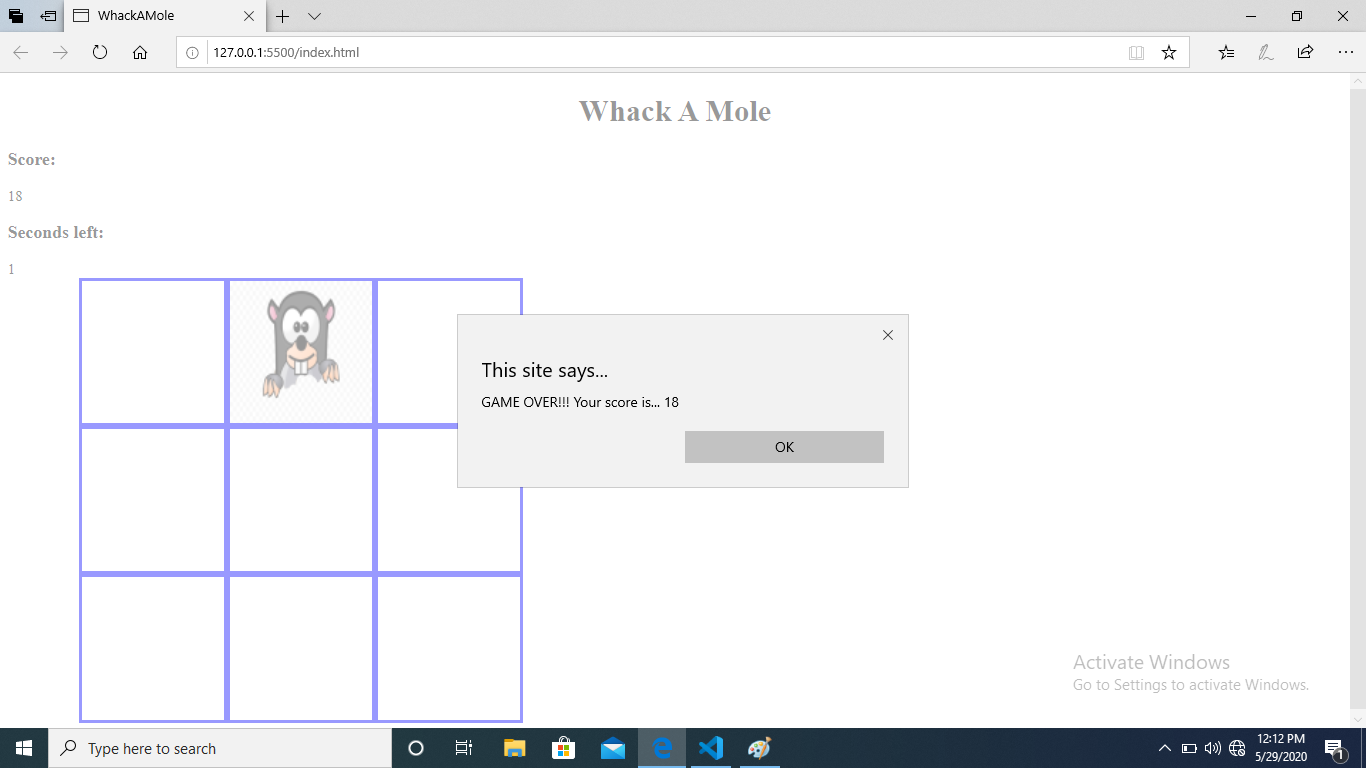 WhackAMole
127.0.0.1:5500/index.html
Whack A Mole
Score:
18
Seconds left:
1
This site says...
GAME OVER!!! Your score is... 18
OK
Activate Windows
Go to Settings to activate Windows.
Type here to search
12:12 PM
5/29/2020
1